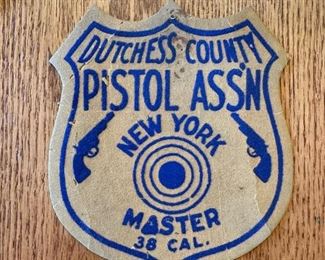 DUTCHESS COUNTY
PISTOL ASS'N
NEW YORK
MASTER
38 CAL.